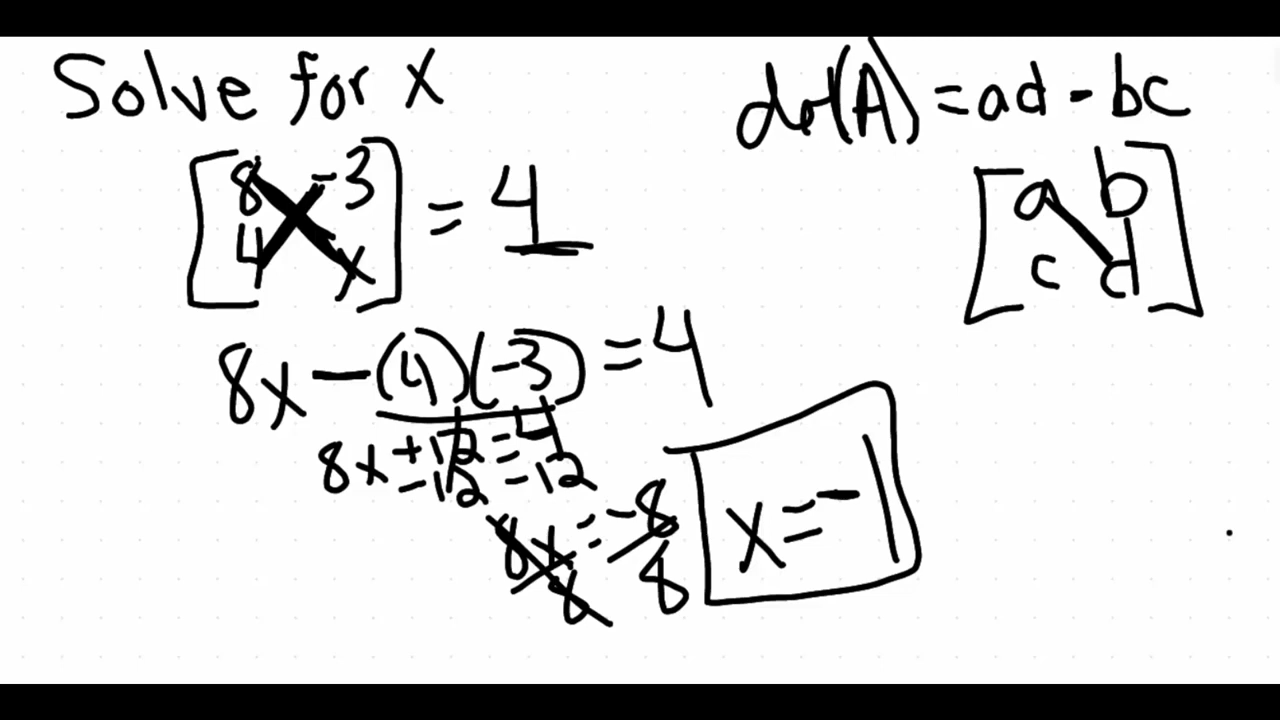 Solve for x
det(A) = ad - bc
[8 -3
4 x] = 4
[a b
c d]
8x - (4)(-3) = 4
8x + 12 = 4
- 12 - 12
8x = -8
8 8
x = -1